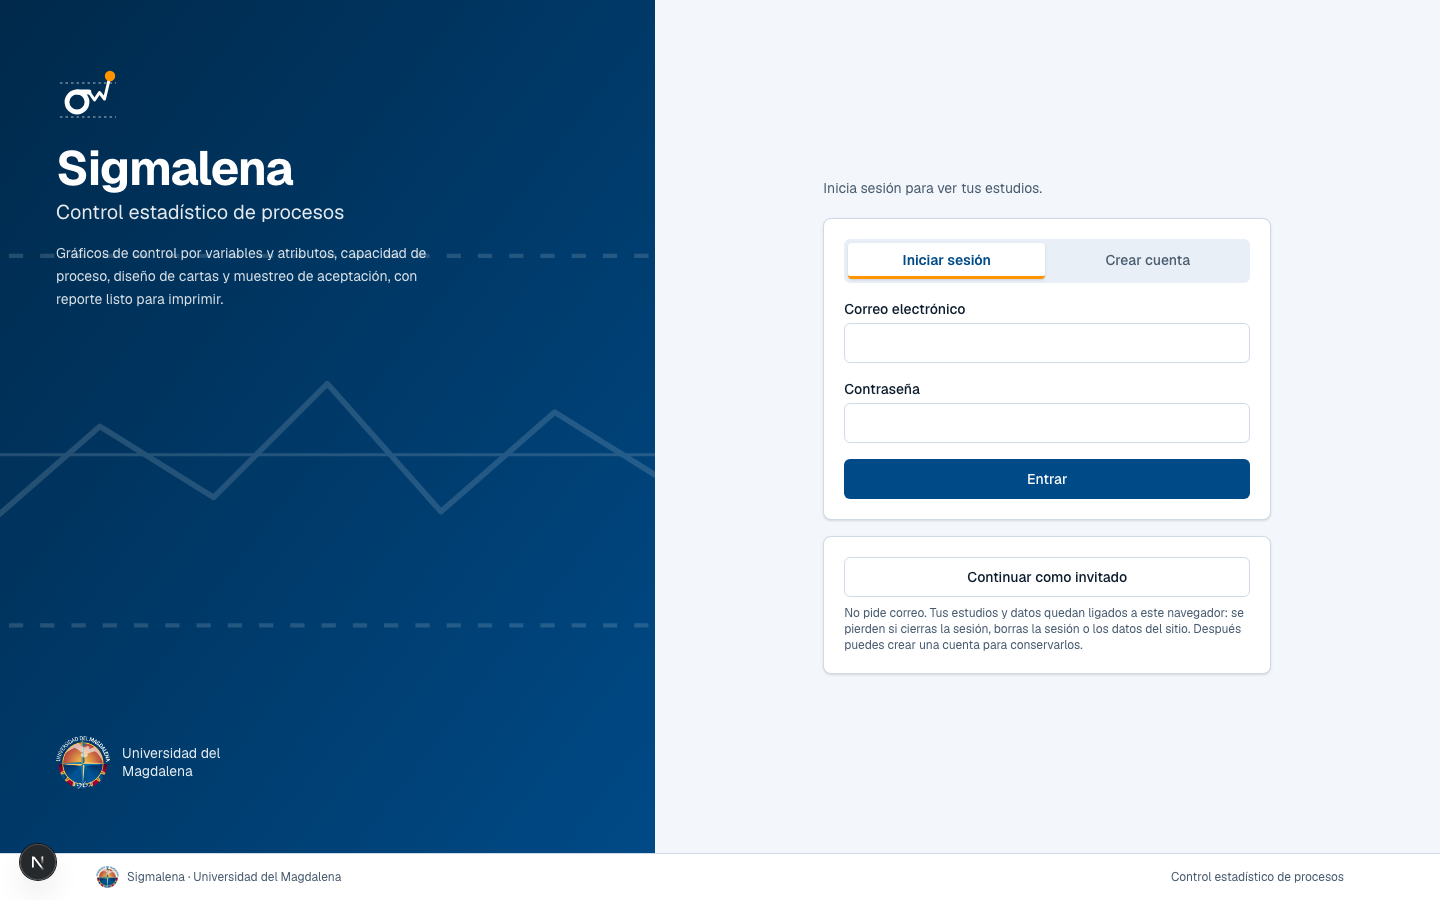 Sigmalena
Control estadístico de procesos
Gráficos de control por variables y atributos, capacidad de
proceso, diseño de cartas y muestreo de aceptación, con
reporte listo para imprimir.
UNIVERSIDAD DEL MAGDALENA
Universidad del
Magdalena
Inicia sesión para ver tus estudios.
Iniciar sesión
Crear cuenta
Correo electrónico
Contraseña
Entrar
Continuar como invitado
No pide correo. Tus estudios y datos quedan ligados a este navegador: se
pierden si cierras la sesión, borras la sesión o los datos del sitio. Después
puedes crear una cuenta para conservarlos.
N
Sigmalena · Universidad del Magdalena
Control estadístico de procesos